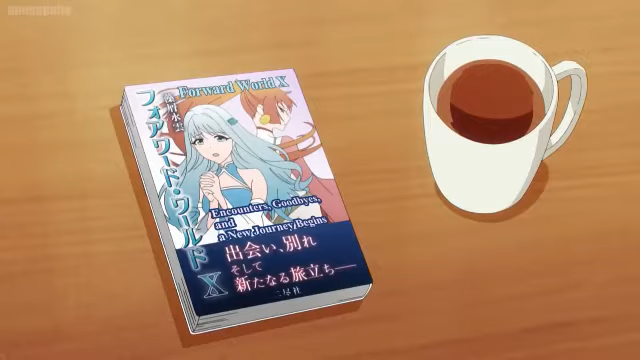 Forward World X
フォアワード・ワールド X
Encounters, Goodbyes,
and
a New Journey Begins
出会い、別れ
そして
新たなる旅立ち――